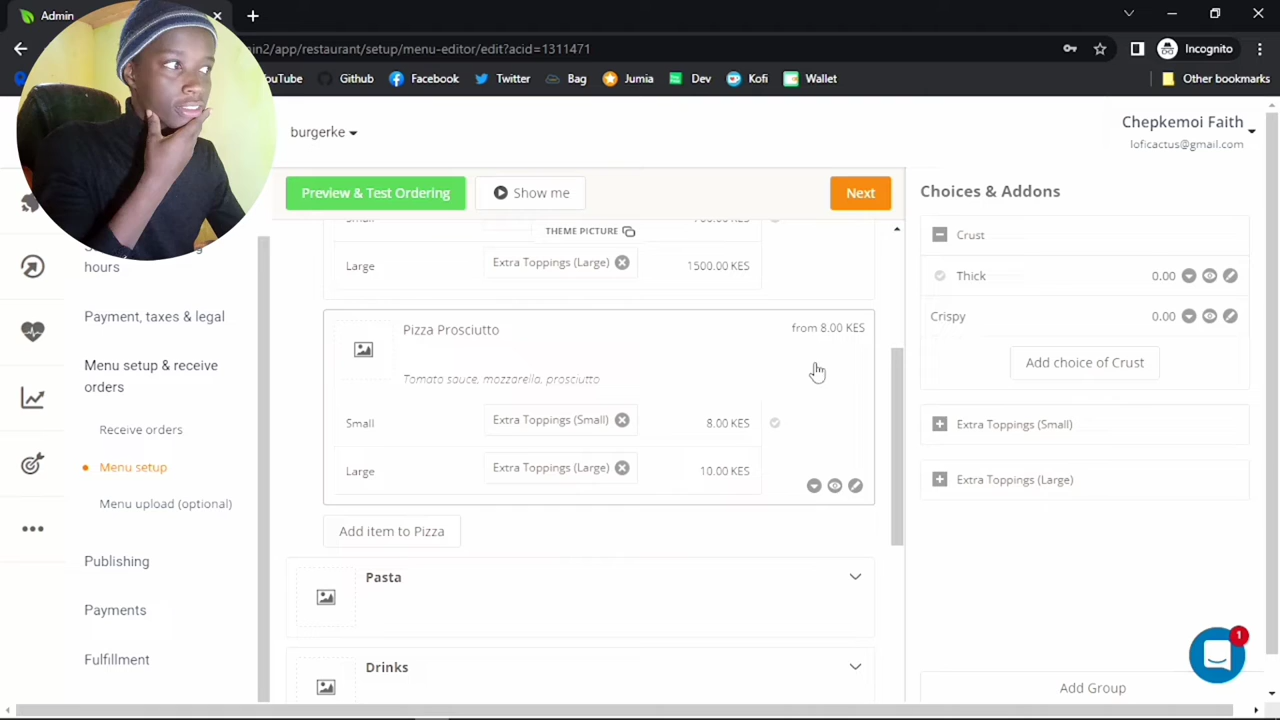 Admin
min2/app/restaurant/setup/menu-editor/edit?acid=1311471
Incognito
YouTube
Github
Facebook
Twitter
Bag
Jumia
Dev
Kofi
Wallet
Other bookmarks
burgerke
Chepkemoi Faith
loficactus@gmail.com
Preview & Test Ordering
Show me
Next
hours
Payment, taxes & legal
Menu setup & receive
orders
Receive orders
Menu setup
Menu upload (optional)
Publishing
Payments
Fulfillment
THEME PICTURE
Large
Extra Toppings (Large)
1500.00 KES
Pizza Prosciutto
from 8.00 KES
Tomato sauce, mozzarella, prosciutto
Small
Extra Toppings (Small)
8.00 KES
Large
Extra Toppings (Large)
10.00 KES
Add item to Pizza
Pasta
Drinks
Choices & Addons
Crust
Thick
0.00
Crispy
0.00
Add choice of Crust
Extra Toppings (Small)
Extra Toppings (Large)
1
Add Group